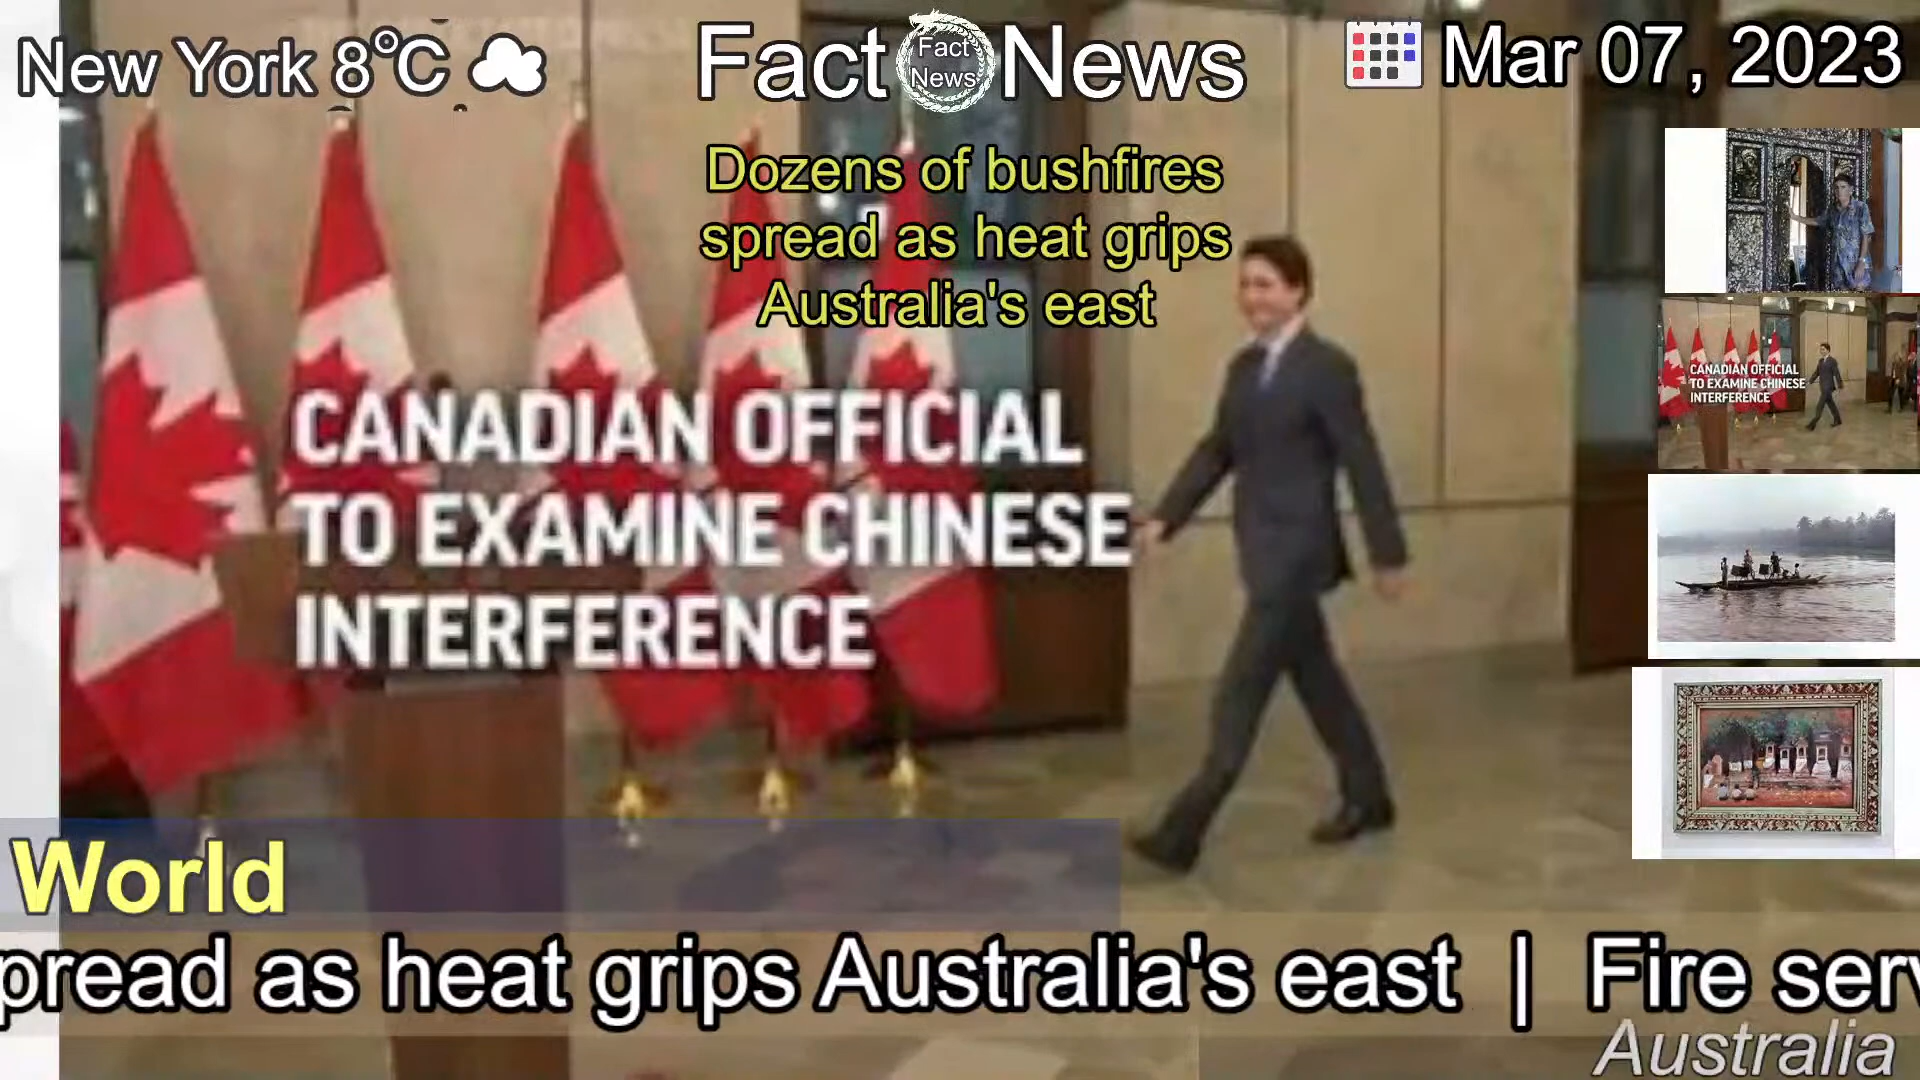 New York 8°C
Fact News
Fact
News
Mar 07, 2023
Dozens of bushfires
spread as heat grips
Australia's east
CANADIAN OFFICIAL
TO EXAMINE CHINESE
INTERFERENCE
CANADIAN OFFICIAL
TO EXAMINE CHINESE
INTERFERENCE
World
pread as heat grips Australia's east | Fire serv
Australia